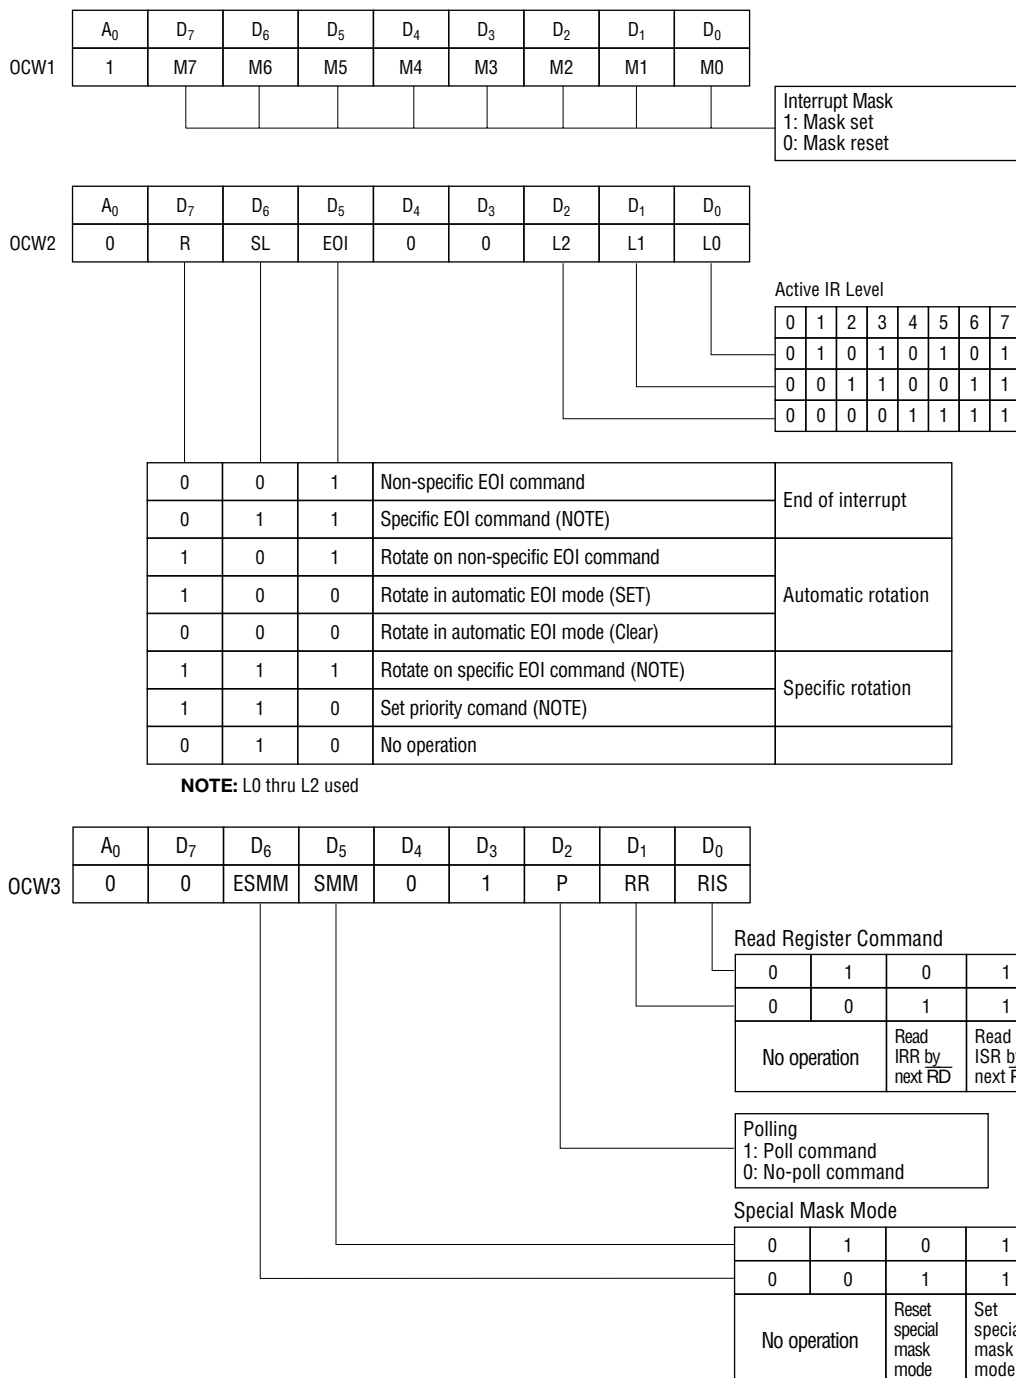 A0 D7 D6 D5 D4 D3 D2 D1 D0
OCW1 1 M7 M6 M5 M4 M3 M2 M1 M0
Interrupt Mask
1: Mask set
0: Mask reset
A0 D7 D6 D5 D4 D3 D2 D1 D0
OCW2 0 R SL EOI 0 0 L2 L1 L0
Active IR Level
0 1 2 3 4 5 6 7
0 1 0 1 0 1 0 1
0 0 1 1 0 0 1 1
0 0 0 0 1 1 1 1
0 0 1 Non-specific EOI command
End of interrupt
0 1 1 Specific EOI command (NOTE)
1 0 1 Rotate on non-specific EOI command
1 0 0 Rotate in automatic EOI mode (SET) Automatic rotation
0 0 0 Rotate in automatic EOI mode (Clear)
1 1 1 Rotate on specific EOI command (NOTE)
Specific rotation
1 1 0 Set priority comand (NOTE)
0 1 0 No operation
NOTE: L0 thru L2 used
A0 D7 D6 D5 D4 D3 D2 D1 D0
OCW3 0 0 ESMM SMM 0 1 P RR RIS
Read Register Command
0 1 0 1
0 0 1 1
No operation
Read
IRR by
next RD
Read
ISR
next
Polling
1: Poll command
0: No-poll command
Special Mask Mode
0 1 0 1
0 0 1 1
No operation
Reset
special
mask
mode
Set
mask
mode